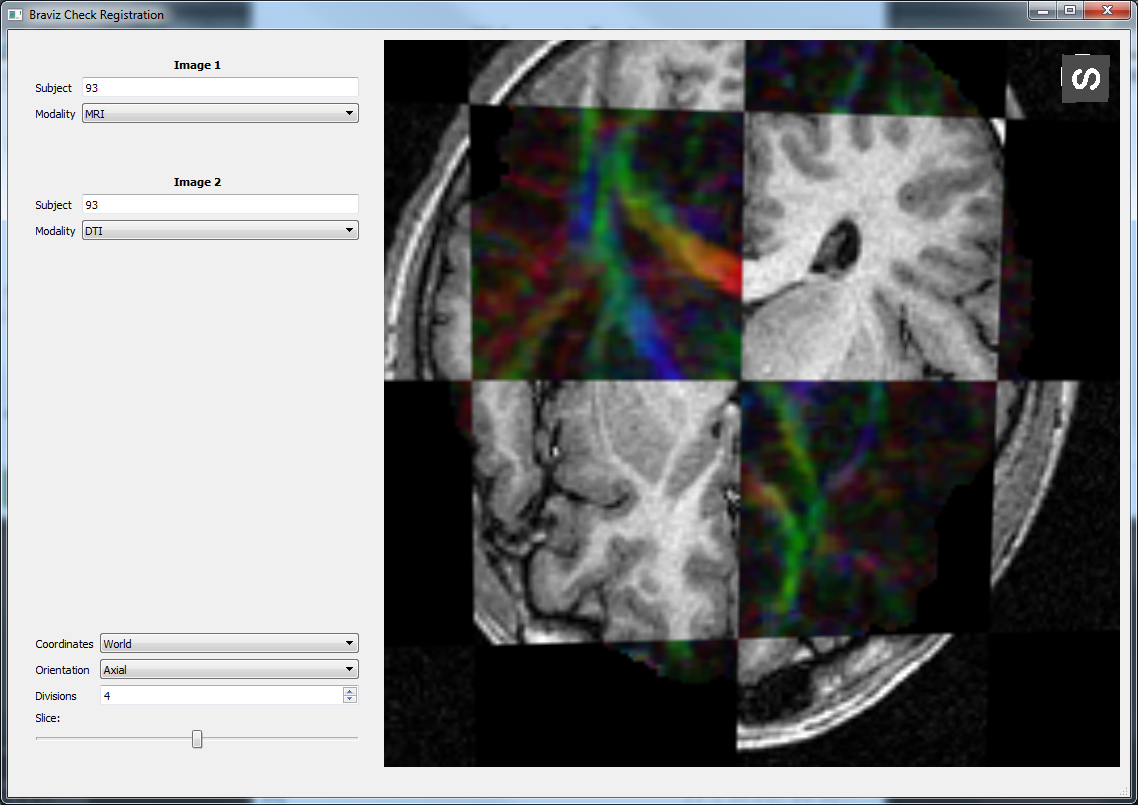 Braviz Check Registration
Image 1
Subject 93
Modality MRI
Image 2
Subject 93
Modality DTI
Coordinates World
Orientation Axial
Divisions 4
Slice:
S